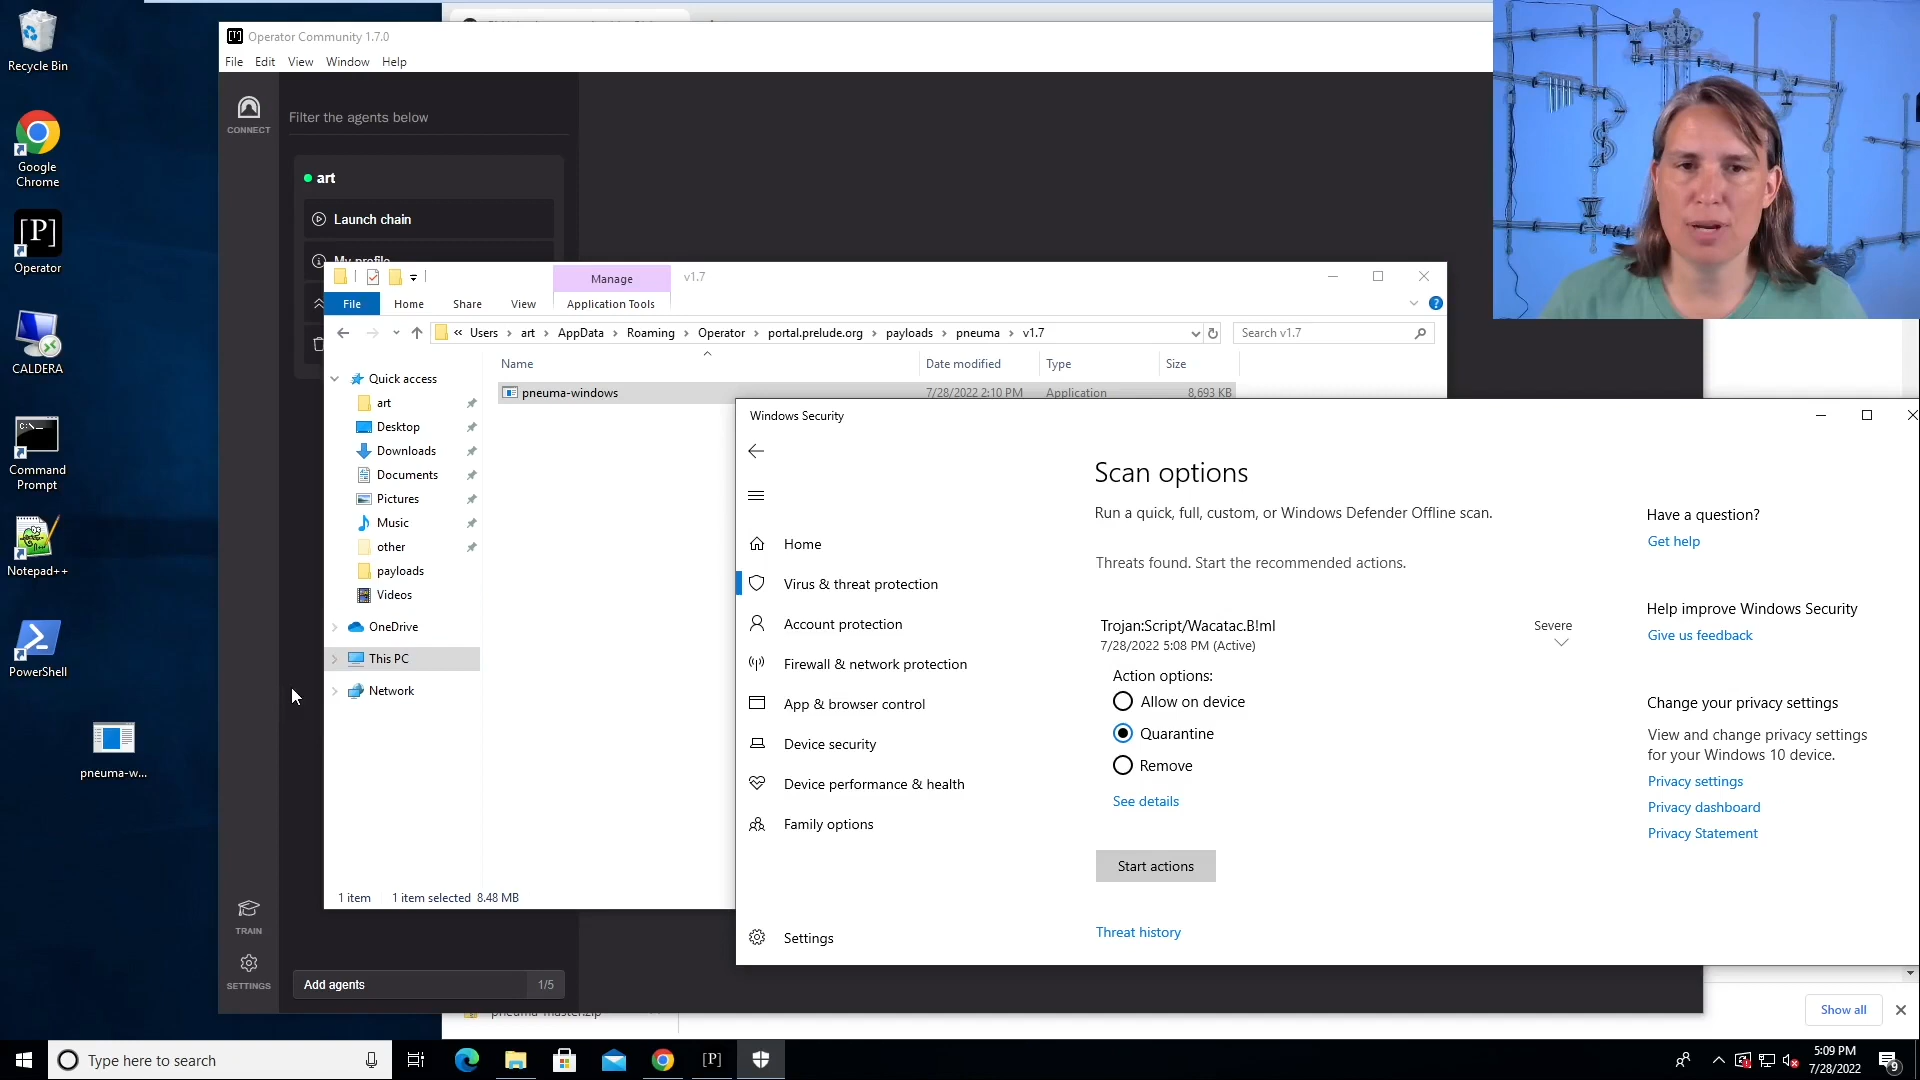 Recycle Bin
Google
Chrome
[P]
Operator
CALDERA
C:\_
Command
Prompt
Notepad++
PowerShell
pneuma-w...
Operator Community 1.7.0
File Edit View Window Help
CONNECT
Filter the agents below
art
Launch chain
My profile
TRAIN
SETTINGS
Add agents 1/5
Manage v1.7
File Home Share View Application Tools
« Users › art › AppData › Roaming › Operator › portal.prelude.org › payloads › pneuma › v1.7
Search v1.7
Name Date modified Type Size
pneuma-windows 7/28/2022 2:10 PM Application 8,693 KB
Quick access
art
Desktop
Downloads
Documents
Pictures
Music
other
payloads
Videos
OneDrive
This PC
Network
1 item 1 item selected 8.48 MB
Windows Security
Home
Virus & threat protection
Account protection
Firewall & network protection
App & browser control
Device security
Device performance & health
Family options
Settings
Scan options
Run a quick, full, custom, or Windows Defender Offline scan.
Threats found. Start the recommended actions.
Trojan:Script/Wacatac.B!ml Severe
7/28/2022 5:08 PM (Active)
Action options:
Allow on device
Quarantine
Remove
See details
Start actions
Threat history
Have a question?
Get help
Help improve Windows Security
Give us feedback
Change your privacy settings
View and change privacy settings
for your Windows 10 device.
Privacy settings
Privacy dashboard
Privacy Statement
pneuma-master.zip
Show all
Type here to search
[P]
5:09 PM
7/28/2022
9